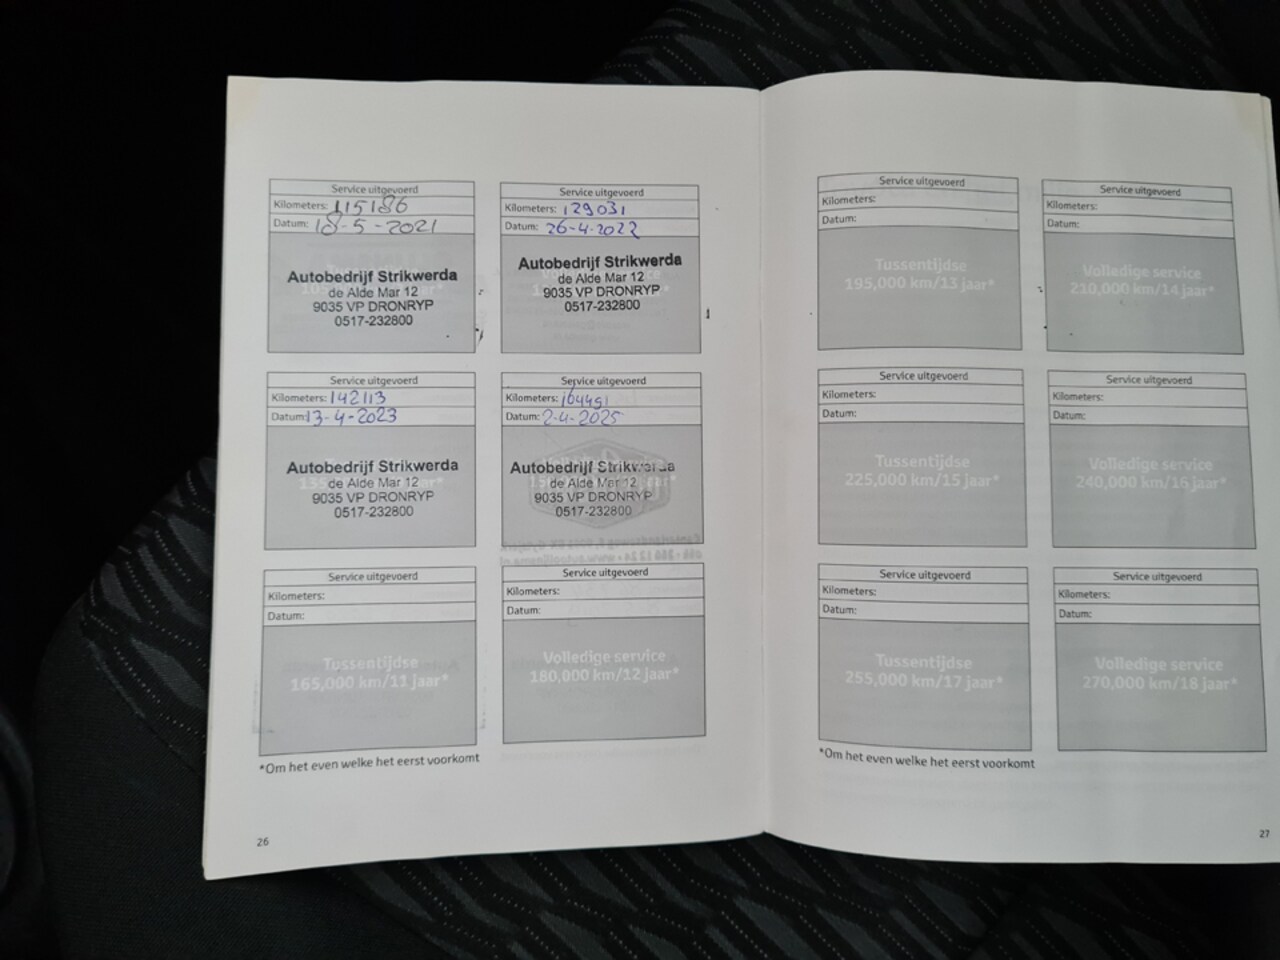 Service uitgevoerd
Kilometers: 115186
Datum: 18-5-2021
Autobedrijf Strikwerda
de Alde Mar 12
9035 VP DRONRYP
0517-232800
Service uitgevoerd
Kilometers: 129031
Datum: 26-4-2022
Autobedrijf Strikwerda
de Alde Mar 12
9035 VP DRONRYP
0517-232800
Service uitgevoerd
Kilometers: 142113
Datum: 13-4-2023
Autobedrijf Strikwerda
de Alde Mar 12
9035 VP DRONRYP
0517-232800
Service uitgevoerd
Kilometers: 164491
Datum: 2-4-2025
Autobedrijf Strikwerda
de Alde Mar 12
9035 VP DRONRYP
0517-232800
Service uitgevoerd
Kilometers:
Datum:
Tussentijdse
165,000 km/11 jaar*
Service uitgevoerd
Kilometers:
Datum:
Volledige service
180,000 km/12 jaar*
*Om het even welke het eerst voorkomt
26
Service uitgevoerd
Kilometers:
Datum:
Tussentijdse
195,000 km/13 jaar*
Service uitgevoerd
Kilometers:
Datum:
Volledige service
210,000 km/14 jaar*
Service uitgevoerd
Kilometers:
Datum:
Tussentijdse
225,000 km/15 jaar*
Service uitgevoerd
Kilometers:
Datum:
Volledige service
240,000 km/16 jaar*
Service uitgevoerd
Kilometers:
Datum:
Tussentijdse
255,000 km/17 jaar*
Service uitgevoerd
Kilometers:
Datum:
Volledige service
270,000 km/18 jaar*
*Om het even welke het eerst voorkomt
27